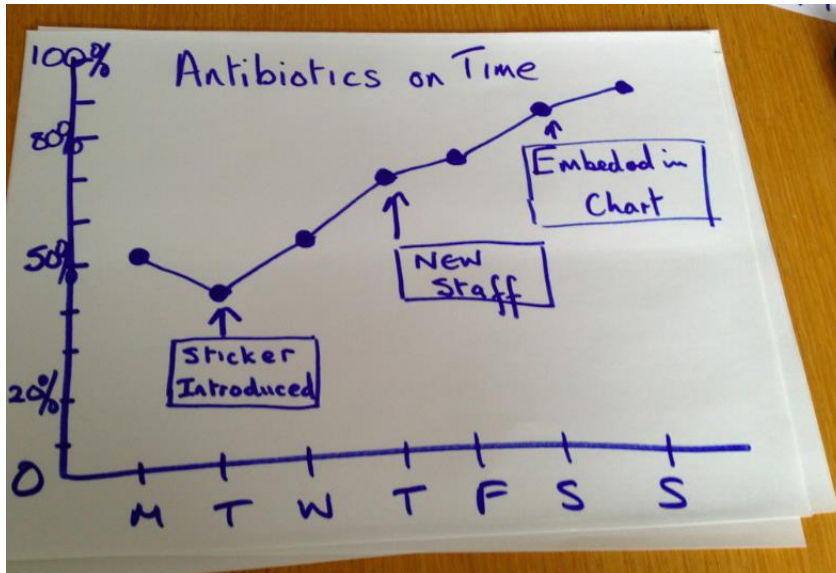 Antibiotics on Time
100%
80%
50%
20%
0
Sticker
Introduced
NEW
Staff
Embeded in
Chart
M T W T F S S